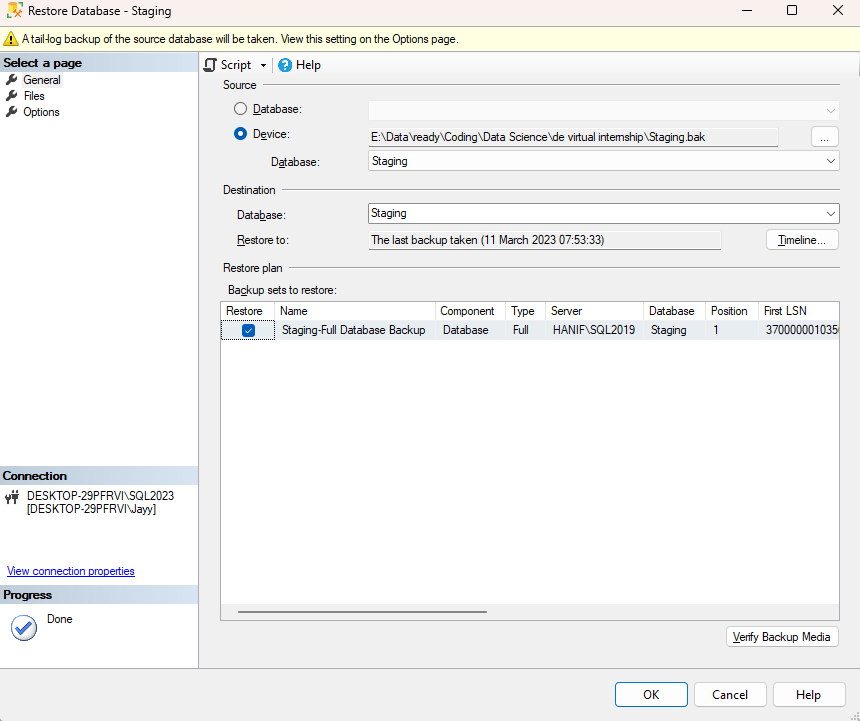 Restore Database - Staging
A tail-log backup of the source database will be taken. View this setting on the Options page.
Select a page
General
Files
Options
Script
Help
Source
Database:
Device:
E:\Data\ready\Coding\Data Science\de virtual internship\Staging.bak
...
Database:
Staging
Destination
Database:
Staging
Restore to:
The last backup taken (11 March 2023 07:53:33)
Timeline...
Restore plan
Backup sets to restore:
Restore Name Component Type Server Database Position First LSN
Staging-Full Database Backup Database Full HANIF\SQL2019 Staging 1
Connection
DESKTOP-29PFRVI\SQL2023
[DESKTOP-29PFRVI\Jayy]
View connection properties
Progress
Done
Verify Backup Media
OK Cancel Help